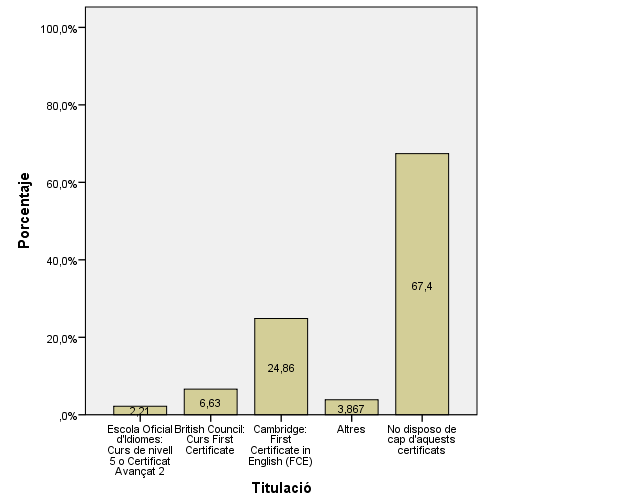 100,0%
80,0%
60,0%
40,0%
20,0%
,0%
Porcentaje
2,21
6,63
24,86
3,867
67,4
Escola Oficial
d'Idiomes:
Curs de nivell
5 o Certificat
Avançat 2
British Council:
Curs First
Certificate
Cambridge:
First
Certificate in
English (FCE)
Altres
No disposo de
cap d'aquests
certificats
Titulació